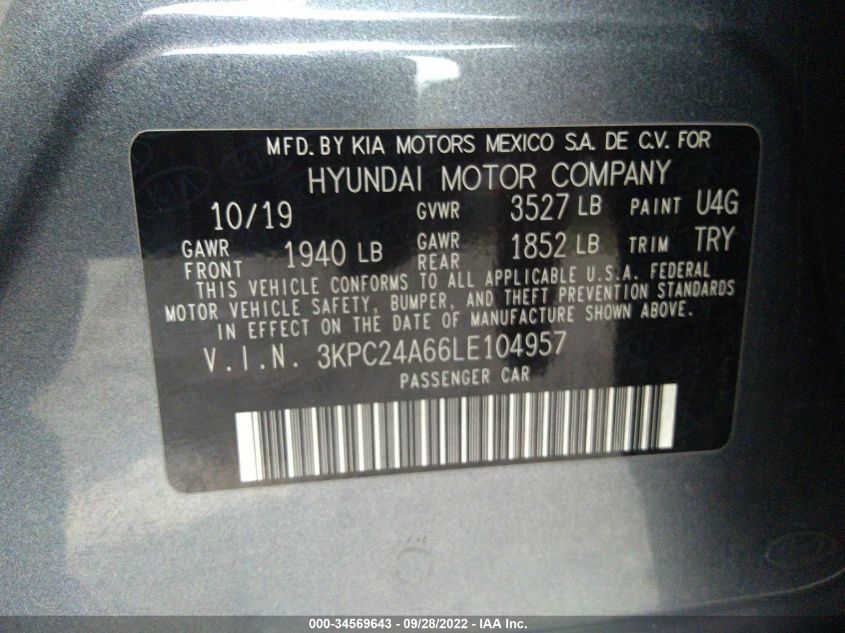 MFD. BY KIA MOTORS MEXICO S.A. DE C.V. FOR
HYUNDAI MOTOR COMPANY
10/19 GVWR 3527 LB PAINT U4G
GAWR FRONT 1940 LB GAWR REAR 1852 LB TRIM TRY
THIS VEHICLE CONFORMS TO ALL APPLICABLE U.S.A. FEDERAL
MOTOR VEHICLE SAFETY, BUMPER, AND THEFT PREVENTION STANDARDS
IN EFFECT ON THE DATE OF MANUFACTURE SHOWN ABOVE.
V.I.N. 3KPC24A66LE104957
PASSENGER CAR
KIA
000-34569643 - 09/28/2022 - IAA Inc.